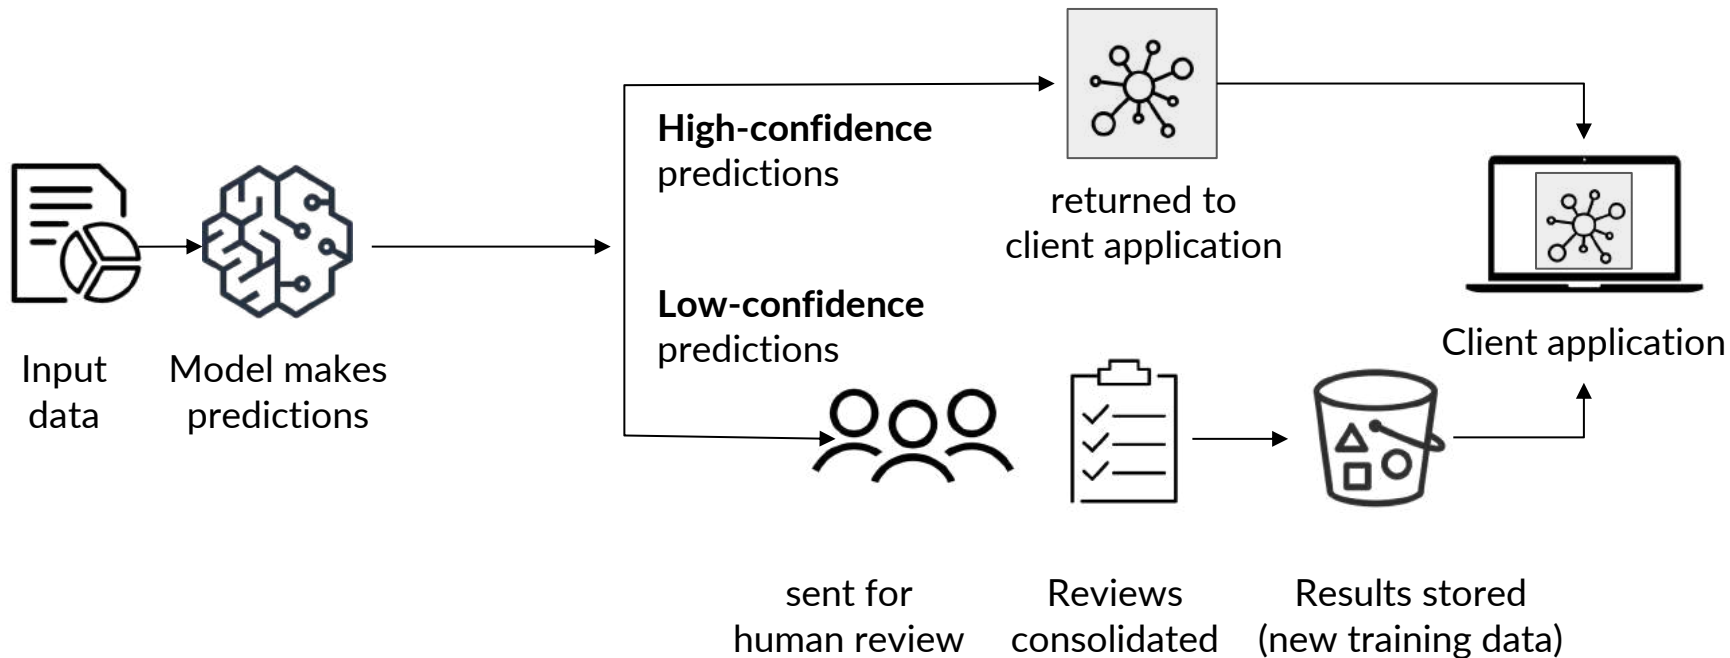 High-confidence
predictions
returned to
client application
Low-confidence
predictions
Client application
Input
data
Model makes
predictions
sent for
human review
Reviews
consolidated
Results stored
(new training data)